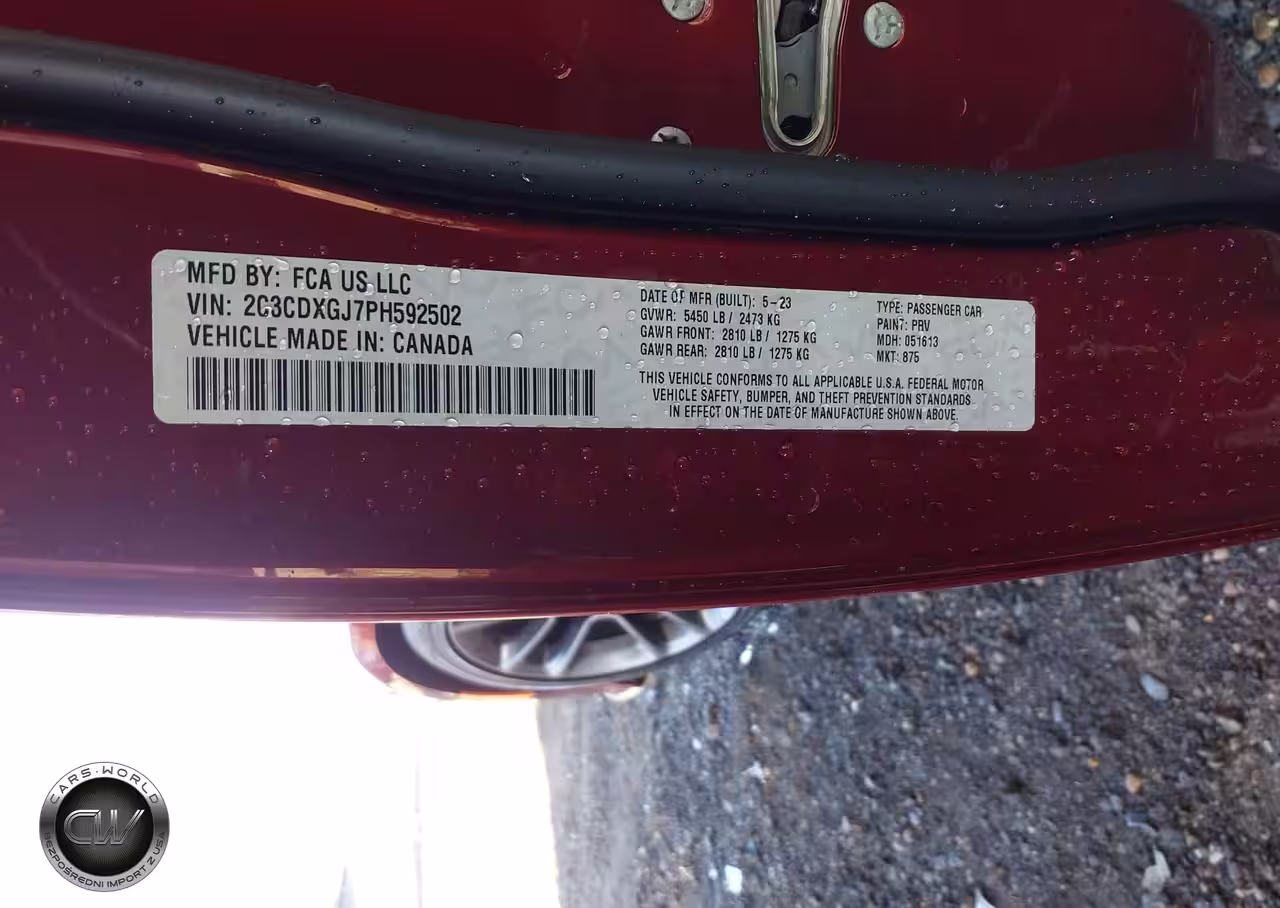 MFD BY: FCA US LLC
VIN: 2C3CDXGJ7PH592502
VEHICLE MADE IN: CANADA
DATE OF MFR (BUILT): 5-23
GVWR: 5450 LB / 2473 KG
GAWR FRONT: 2810 LB / 1275 KG
GAWR REAR: 2810 LB / 1275 KG
TYPE: PASSENGER CAR
PAINT: PRV
MDH: 051613
MKT: 875
THIS VEHICLE CONFORMS TO ALL APPLICABLE U.S.A. FEDERAL MOTOR
VEHICLE SAFETY, BUMPER, AND THEFT PREVENTION STANDARDS
IN EFFECT ON THE DATE OF MANUFACTURE SHOWN ABOVE.
CARS-WORLD
CW
BEZPOŚREDNI IMPORT Z USA